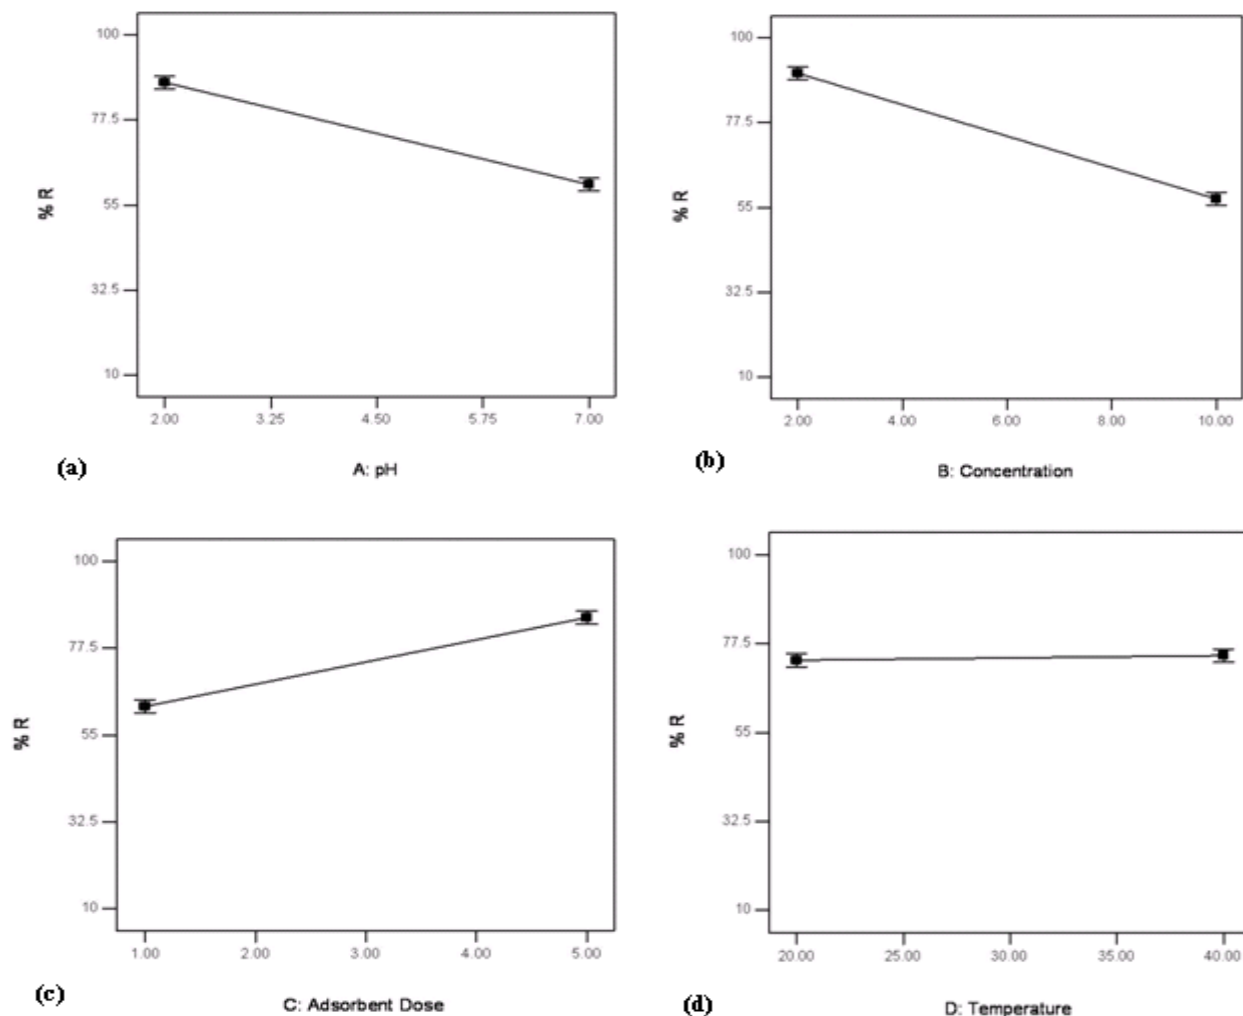 100
77.5
% R
55
32.5
10
2.00 3.25 4.50 5.75 7.00
(a)
A: pH
100
77.5
% R
55
32.5
10
2.00 4.00 6.00 8.00 10.00
(b)
B: Concentration
100
77.5
% R
55
32.5
10
1.00 2.00 3.00 4.00 5.00
(c)
C: Adsorbent Dose
100
77.5
% R
55
32.5
10
20.00 25.00 30.00 35.00 40.00
(d)
D: Temperature